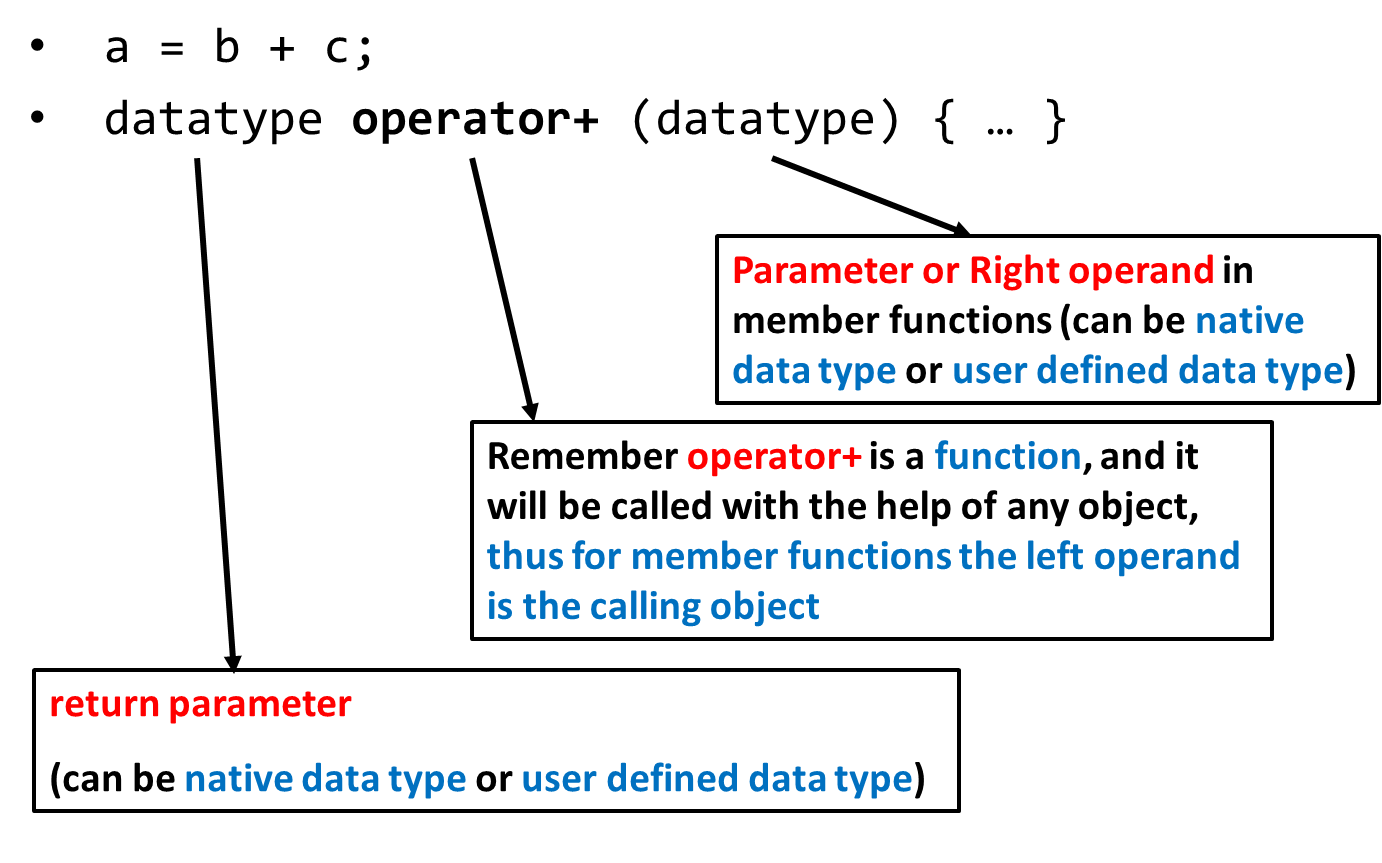 • a = b + c;
• datatype operator+ (datatype) { … }
Parameter or Right operand in
member functions (can be native
data type or user defined data type)
Remember operator+ is a function, and it
will be called with the help of any object,
thus for member functions the left operand
is the calling object
return parameter
(can be native data type or user defined data type)